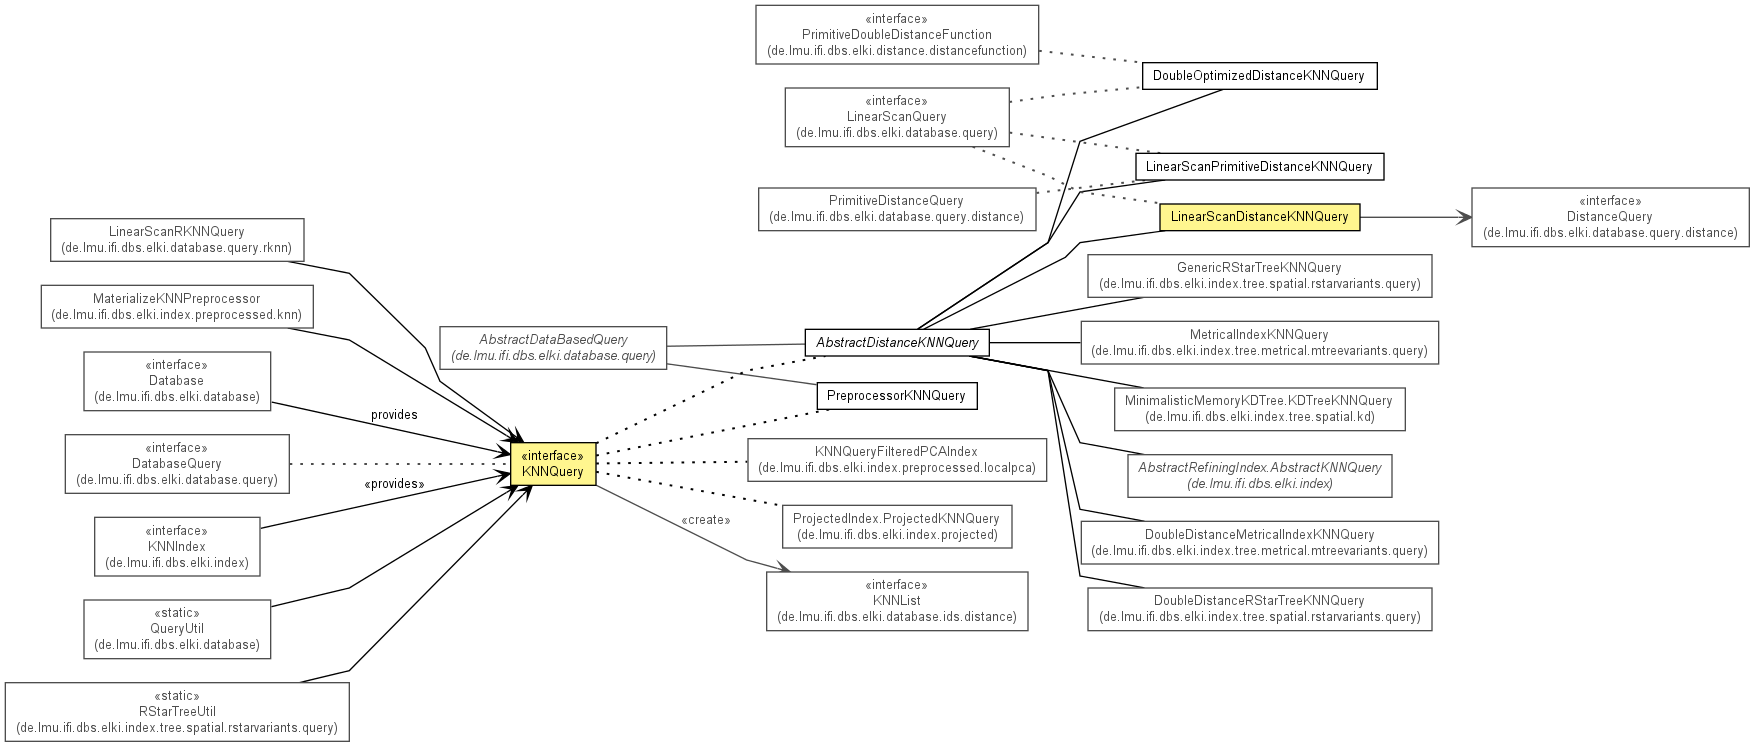 «interface»
PrimitiveDoubleDistanceFunction
(de.lmu.ifi.dbs.elki.distance.distancefunction)
DoubleOptimizedDistanceKNNQuery
«interface»
LinearScanQuery
(de.lmu.ifi.dbs.elki.database.query)
LinearScanPrimitiveDistanceKNNQuery
PrimitiveDistanceQuery
(de.lmu.ifi.dbs.elki.database.query.distance)
LinearScanDistanceKNNQuery
«interface»
DistanceQuery
(de.lmu.ifi.dbs.elki.database.query.distance)
LinearScanRKNNQuery
(de.lmu.ifi.dbs.elki.database.query.rknn)
GenericRStarTreeKNNQuery
(de.lmu.ifi.dbs.elki.index.tree.spatial.rstarvariants.query)
MaterializeKNNPreprocessor
(de.lmu.ifi.dbs.elki.index.preprocessed.knn)
AbstractDataBasedQuery
(de.lmu.ifi.dbs.elki.database.query)
AbstractDistanceKNNQuery
MetricalIndexKNNQuery
(de.lmu.ifi.dbs.elki.index.tree.metrical.mtreevariants.query)
«interface»
Database
(de.lmu.ifi.dbs.elki.database)
provides
PreprocessorKNNQuery
MinimalisticMemoryKDTree.KDTreeKNNQuery
(de.lmu.ifi.dbs.elki.index.tree.spatial.kd)
«interface»
DatabaseQuery
(de.lmu.ifi.dbs.elki.database.query)
«interface»
KNNQuery
KNNQueryFilteredPCAIndex
(de.lmu.ifi.dbs.elki.index.preprocessed.localpca)
AbstractRefiningIndex.AbstractKNNQuery
(de.lmu.ifi.dbs.elki.index)
«provides»
«interface»
KNNIndex
(de.lmu.ifi.dbs.elki.index)
«create»
ProjectedIndex.ProjectedKNNQuery
(de.lmu.ifi.dbs.elki.index.projected)
DoubleDistanceMetricalIndexKNNQuery
(de.lmu.ifi.dbs.elki.index.tree.metrical.mtreevariants.query)
«interface»
KNNList
(de.lmu.ifi.dbs.elki.database.ids.distance)
DoubleDistanceRStarTreeKNNQuery
(de.lmu.ifi.dbs.elki.index.tree.spatial.rstarvariants.query)
«static»
QueryUtil
(de.lmu.ifi.dbs.elki.database)
«static»
RStarTreeUtil
(de.lmu.ifi.dbs.elki.index.tree.spatial.rstarvariants.query)